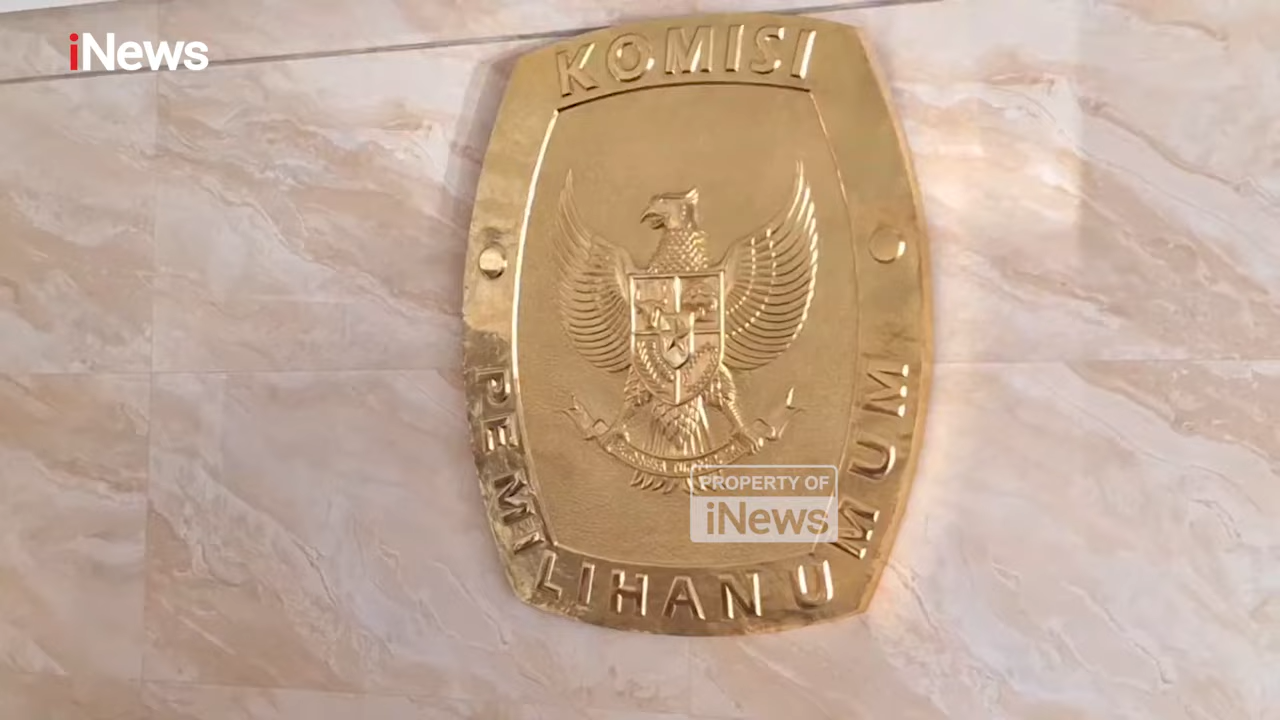 iNews
KOMISI
PEMILIHAN UMUM
PROPERTY OF
iNews